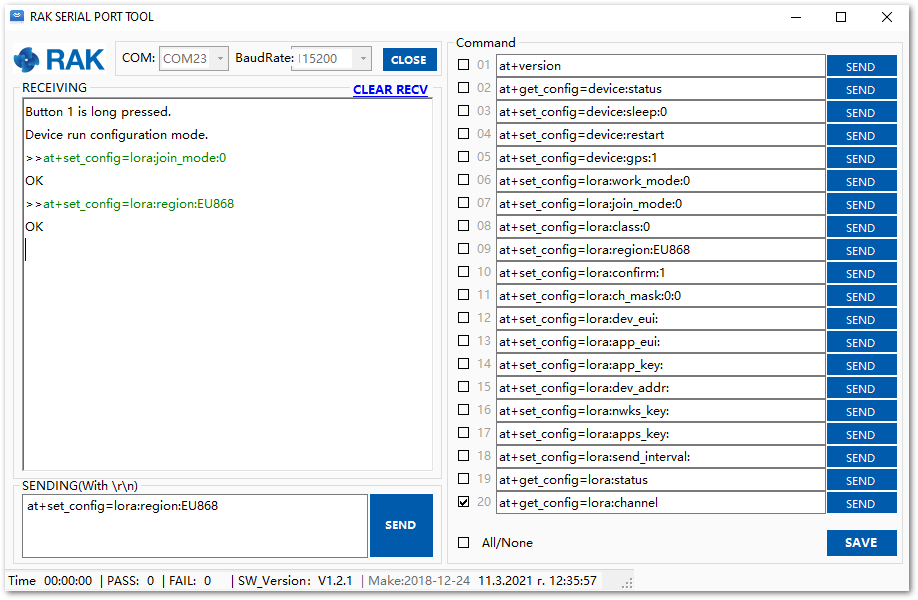 RAK SERIAL PORT TOOL
RAK COM: COM23 BaudRate: 115200 CLOSE
RECEIVING CLEAR RECV
Button 1 is long pressed.
Device run configuration mode.
>>at+set_config=lora:join_mode:0
OK
>>at+set_config=lora:region:EU868
OK
SENDING(With \r\n)
at+set_config=lora:region:EU868
SEND
Command
01 at+version SEND
02 at+get_config=device:status SEND
03 at+set_config=device:sleep:0 SEND
04 at+set_config=device:restart SEND
05 at+set_config=device:gps:1 SEND
06 at+set_config=lora:work_mode:0 SEND
07 at+set_config=lora:join_mode:0 SEND
08 at+set_config=lora:class:0 SEND
09 at+set_config=lora:region:EU868 SEND
10 at+set_config=lora:confirm:1 SEND
11 at+set_config=lora:ch_mask:0:0 SEND
12 at+set_config=lora:dev_eui: SEND
13 at+set_config=lora:app_eui: SEND
14 at+set_config=lora:app_key: SEND
15 at+set_config=lora:dev_addr: SEND
16 at+set_config=lora:nwks_key: SEND
17 at+set_config=lora:apps_key: SEND
18 at+set_config=lora:send_interval: SEND
19 at+get_config=lora:status SEND
20 at+get_config=lora:channel SEND
All/None SAVE
Time 00:00:00 | PASS: 0 | FAIL: 0 | SW_Version: V1.2.1 | Make:2018-12-24 11.3.2021 г. 12:35:57